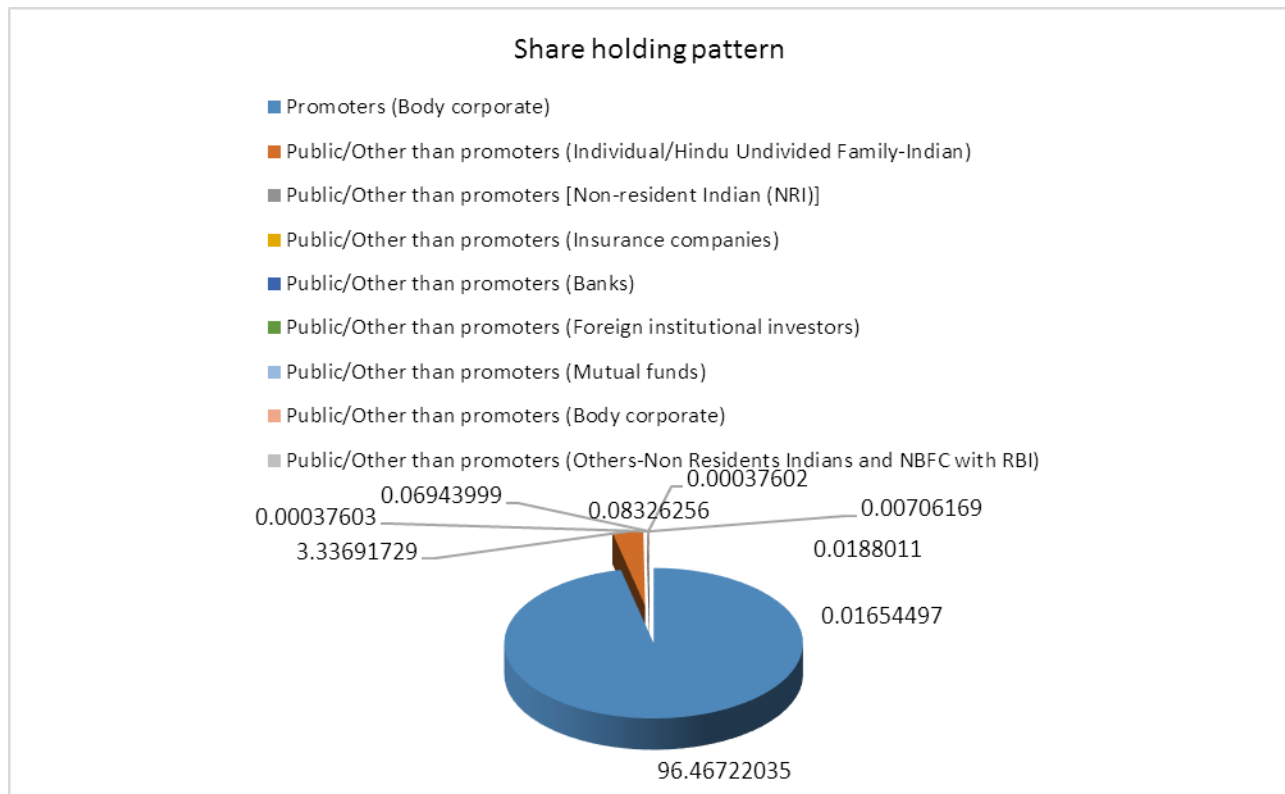 Share holding pattern
Promoters (Body corporate)
Public/Other than promoters (Individual/Hindu Undivided Family-Indian)
Public/Other than promoters [Non-resident Indian (NRI)]
Public/Other than promoters (Insurance companies)
Public/Other than promoters (Banks)
Public/Other than promoters (Foreign institutional investors)
Public/Other than promoters (Mutual funds)
Public/Other than promoters (Body corporate)
Public/Other than promoters (Others-Non Residents Indians and NBFC with RBI)
0.00037602
0.06943999
0.08326256
0.00706169
0.00037603
3.33691729
0.0188011
0.01654497
96.46722035